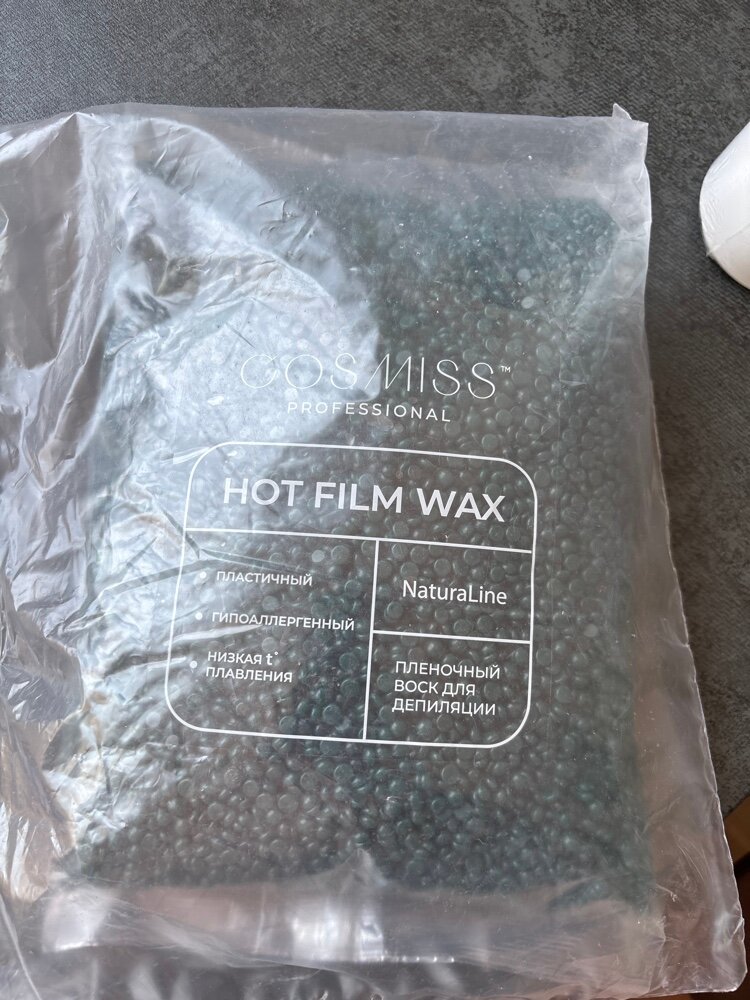 COSMISS™
PROFESSIONAL
HOT FILM WAX
• ПЛАСТИЧНЫЙ
• ГИПОАЛЛЕРГЕННЫЙ
• НИЗКАЯ t°
ПЛАВЛЕНИЯ
NaturaLine
ПЛЕНОЧНЫЙ
ВОСК ДЛЯ
ДЕПИЛЯЦИИ